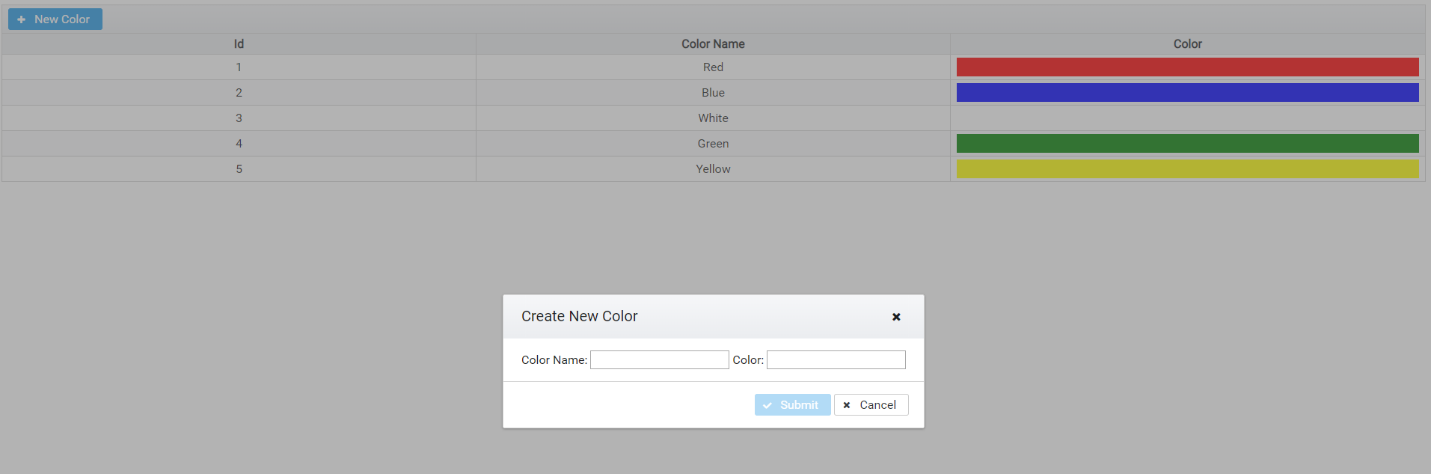 New Color
Id Color Name Color
1 Red
2 Blue
3 White
4 Green
5 Yellow
Create New Color
Color Name: Color:
Submit Cancel